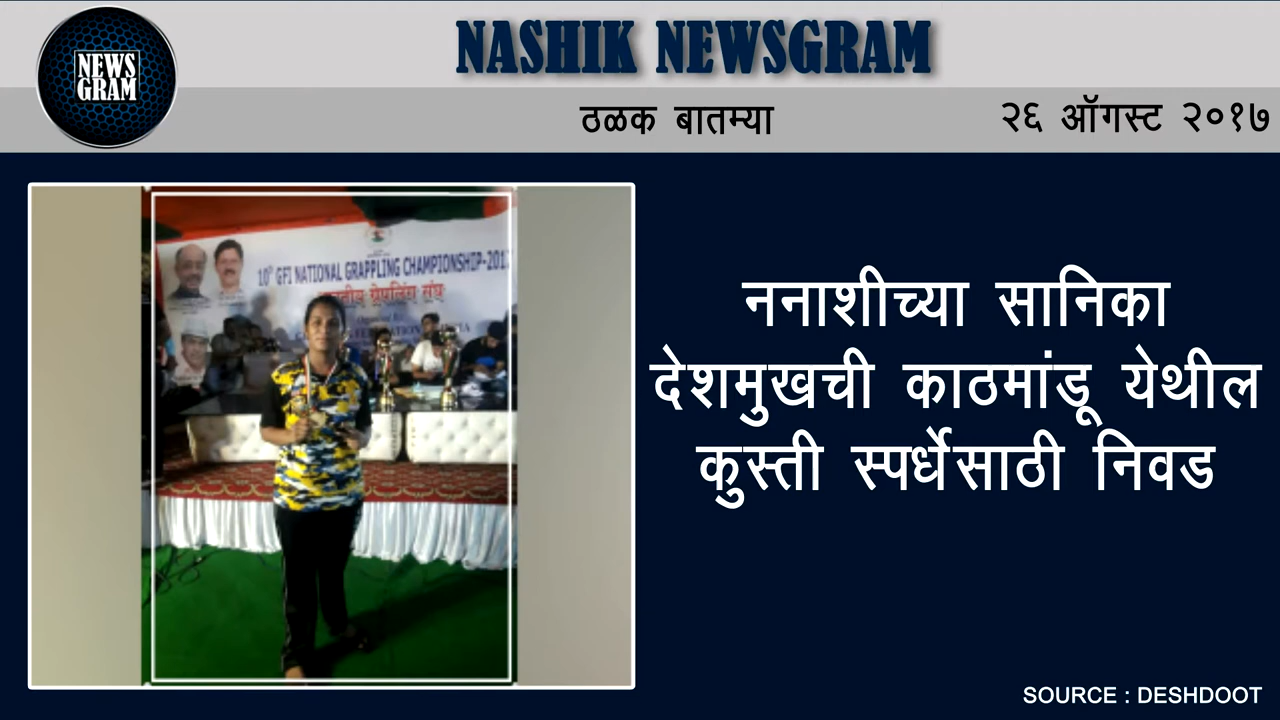 NEWS
GRAM
NASHIK NEWSGRAM
ठळक बातम्या
२६ ऑगस्ट २०१७
10th GFI NATIONAL GRAPPLING CHAMPIONSHIP-201
ग्रेपलिंग संघ
ननाशीच्या सानिका
देशमुखची काठमांडू येथील
कुस्ती स्पर्धेसाठी निवड
SOURCE : DESHDOOT